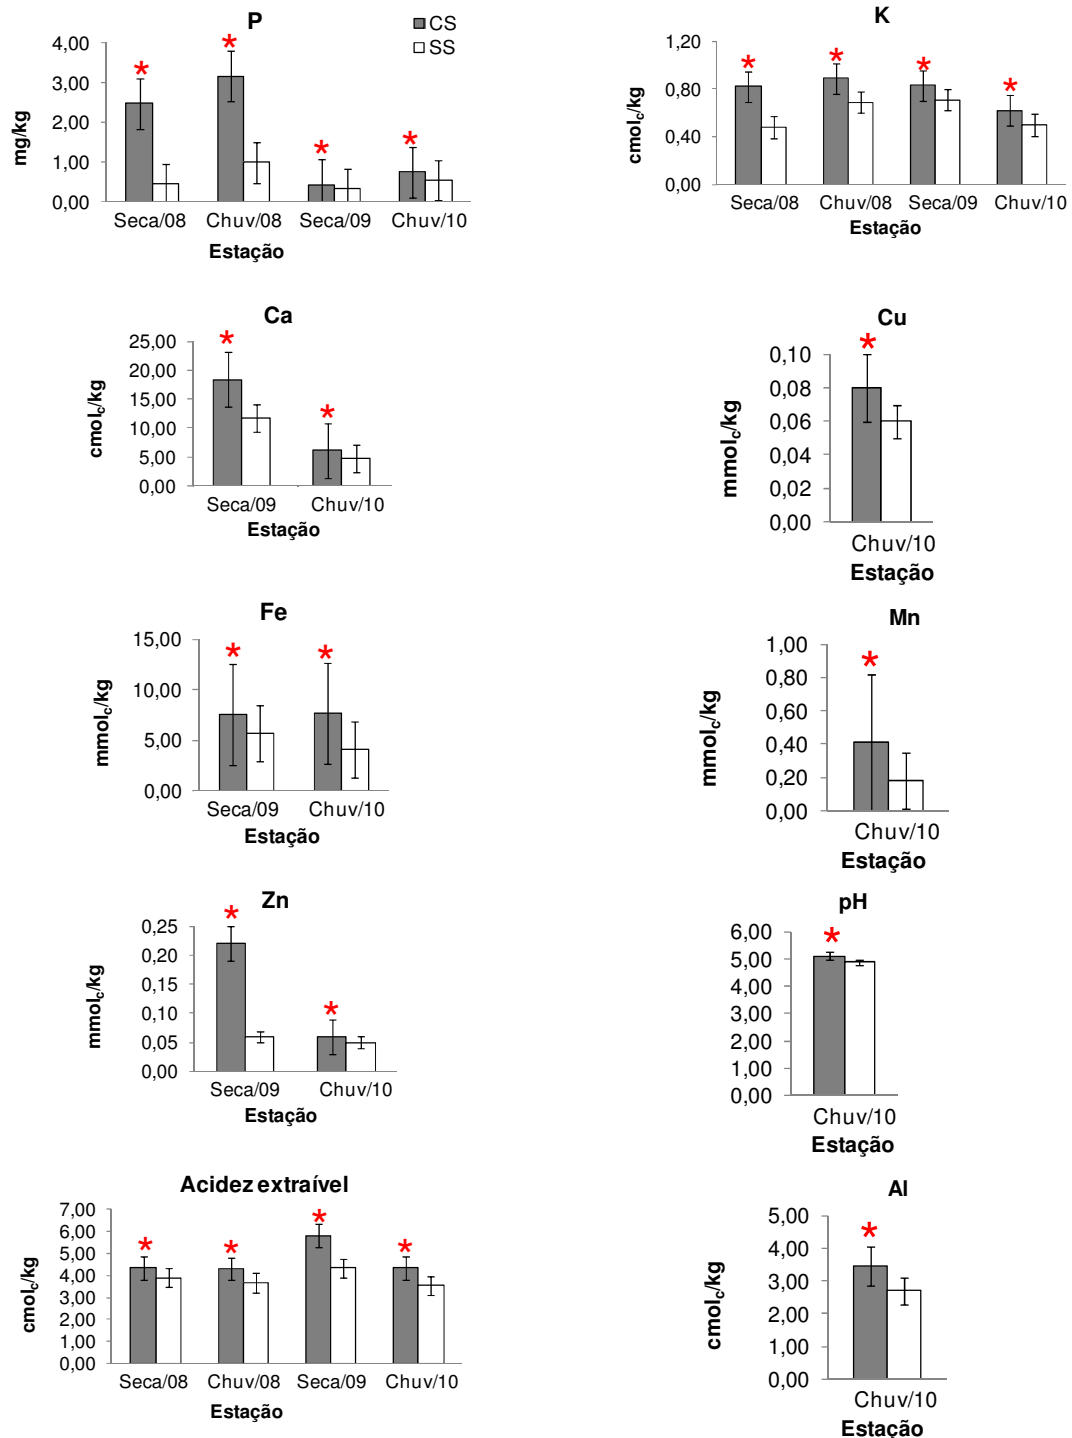 P
CS
SS
4,00
3,00
2,00
1,00
0,00
mg/kg
Seca/08 Chuv/08 Seca/09 Chuv/10
Estação
K
1,20
0,80
0,40
0,00
cmolc/kg
Seca/08 Chuv/08 Seca/09 Chuv/10
Estação
Ca
25,00
20,00
15,00
10,00
5,00
0,00
cmolc/kg
Seca/09 Chuv/10
Estação
Cu
0,10
0,08
0,06
0,04
0,02
0,00
mmolc/kg
Chuv/10
Estação
Fe
15,00
10,00
5,00
0,00
mmolc/kg
Seca/09 Chuv/10
Estação
Mn
1,00
0,80
0,60
0,40
0,20
0,00
mmolc/kg
Chuv/10
Estação
Zn
0,25
0,20
0,15
0,10
0,05
0,00
mmolc/kg
Seca/09 Chuv/10
Estação
pH
6,00
5,00
4,00
3,00
2,00
1,00
0,00
Chuv/10
Estação
Acidez extraível
7,00
6,00
5,00
4,00
3,00
2,00
1,00
0,00
cmolc/kg
Seca/08 Chuv/08 Seca/09 Chuv/10
Estação
Al
5,00
4,00
3,00
2,00
1,00
0,00
cmolc/kg
Chuv/10
Estação